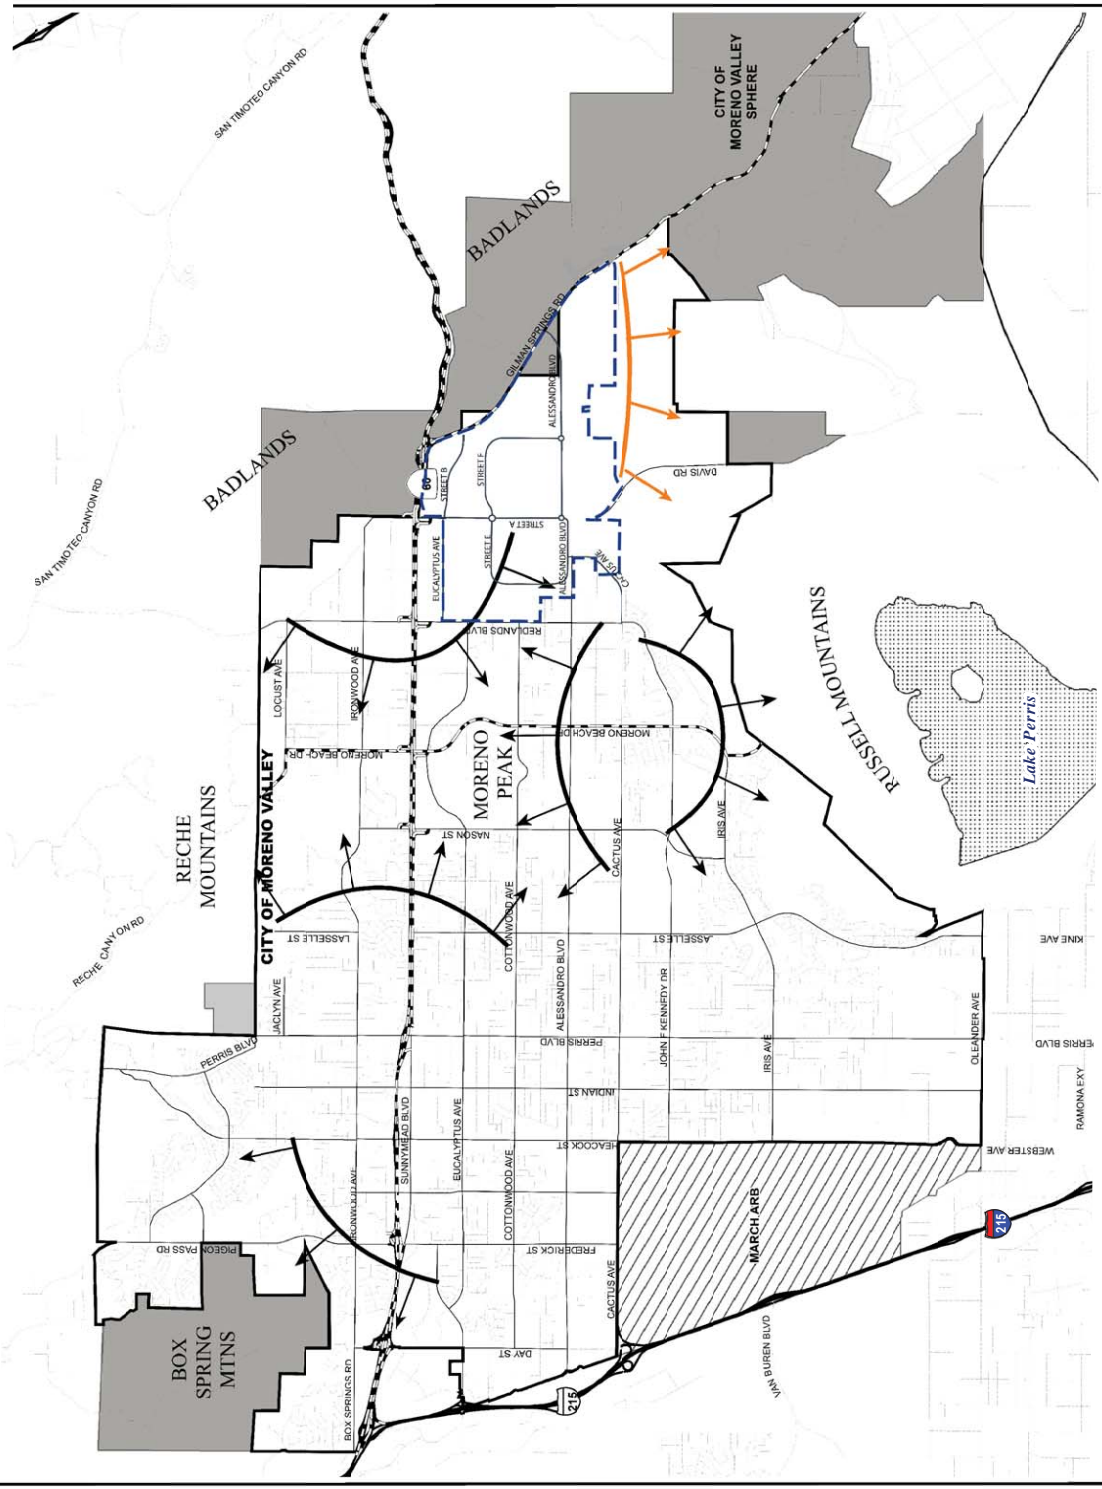 SAN TIMOTEO CANYON RD
CITY OF
MORENO VALLEY
SPHERE
BADLANDS
GILMAN SPRINGS RD
ALESSANDRO BLVD
BADLANDS
60
STREET B
STREET F
DAVIS RD
SAN TIMOTEO CANYON RD
STREET A
EUCALYPTUS AVE
STREET E
ALESSANDRO BLVD
CACTUS AVE
REDLANDS BLVD
LOCUST AVE
IRONWOOD AVE
RUSSELL MOUNTAINS
Lake Perris
MORENO BEACH DR
MORENO BEACH DR
MORENO
PEAK
CITY OF MORENO VALLEY
RECHE
MOUNTAINS
NASON ST
IRIS AVE
CACTUS AVE
COTTONWOOD AVE
RECHE CANYON RD
LASSELLE ST
ASSELLE ST
KINE AVE
JACLYN AVE
ALESSANDRO BLVD
JOHN F KENNEDY DR
OLEANDER AVE
PERRIS BLVD
PERRIS BLVD
IRIS AVE
ERRIS BLVD
INDIAN ST
RAMONA EXY
SUNNYMEAD BLVD
EUCALYPTUS AVE
HEACOCK ST
WEBSTER AVE
IRONWOOD AVE
COTTONWOOD AVE
MARCH ARB
215
PIGEON PASS RD
FREDERICK ST
CACTUS AVE
BOX
SPRING
MTNS
DAY ST
VAN BUREN BLVD
BOX SPRINGS RD
215